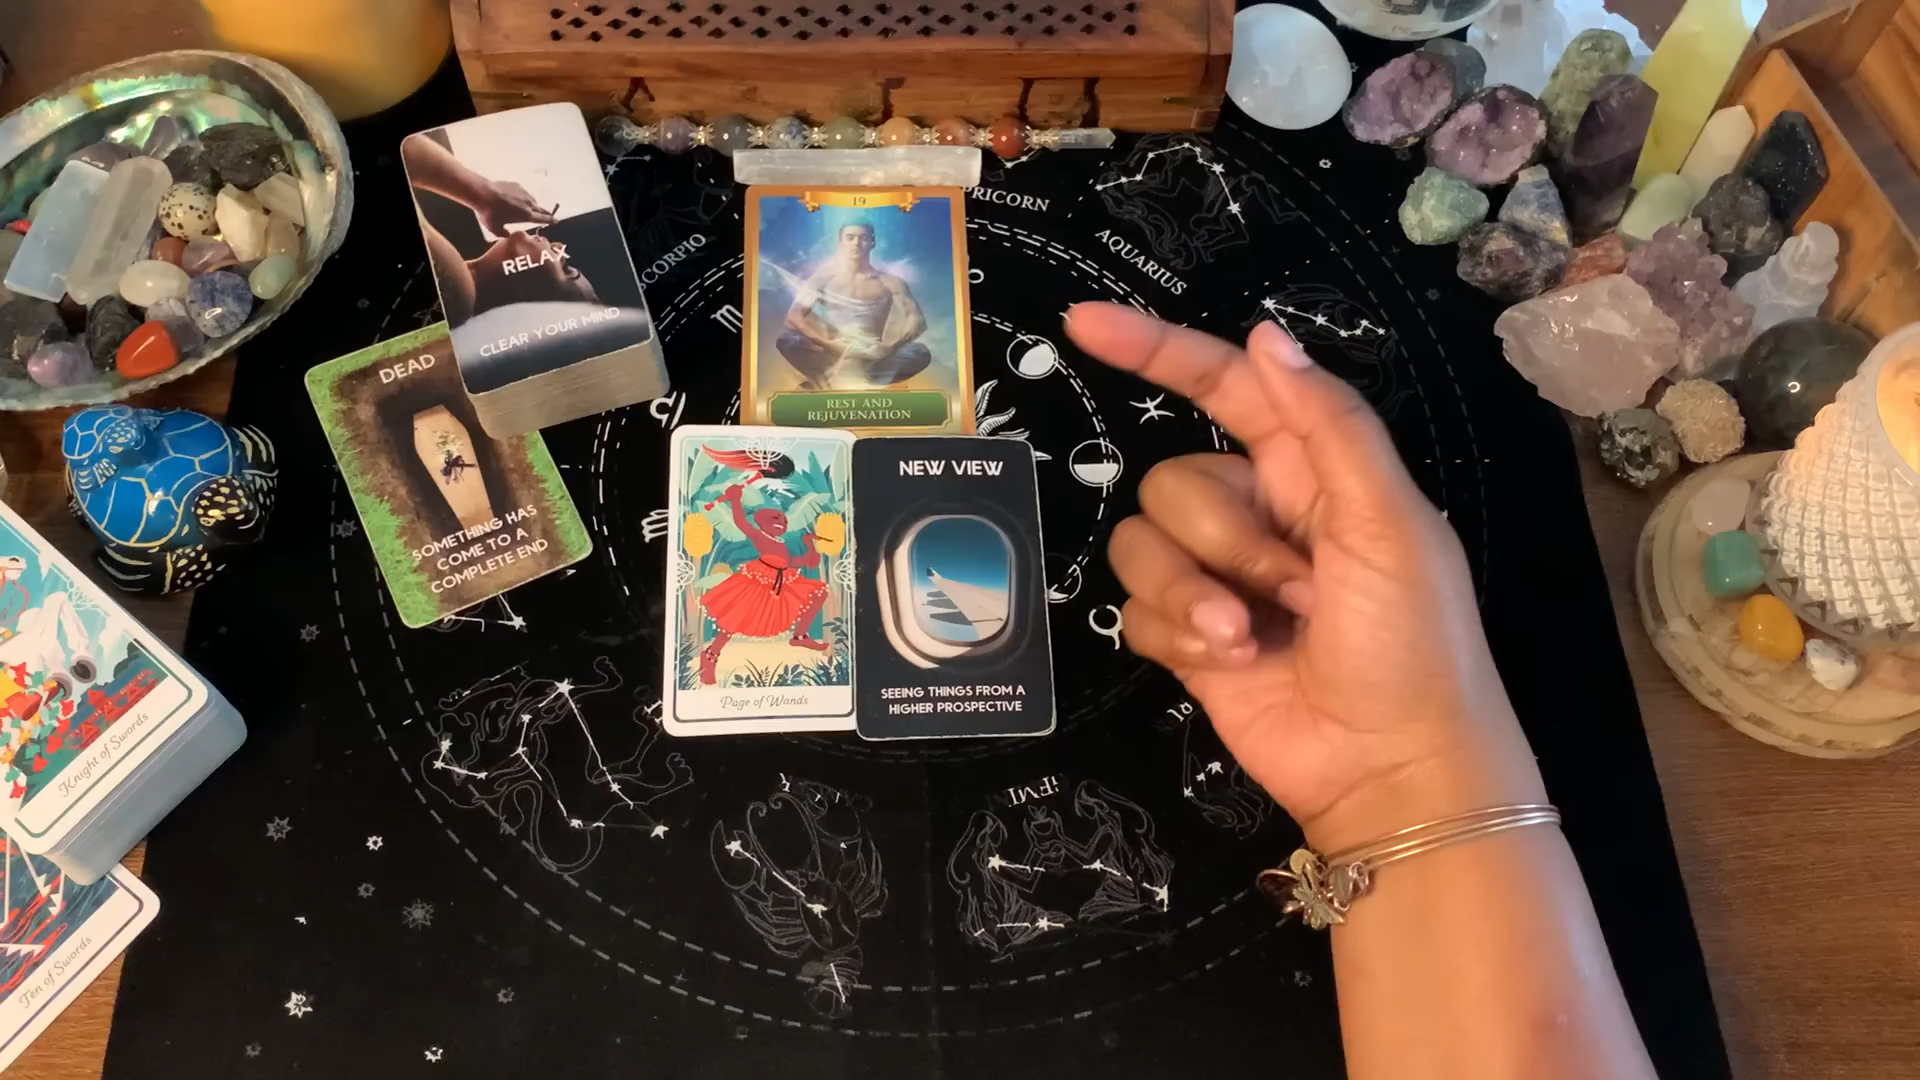 RELAX
CLEAR YOUR MIND
DEAD
SOMETHING HAS
COME TO A
COMPLETE END
19
REST AND
REJUVENATION
Page of Wands
NEW VIEW
SEEING THINGS FROM A
HIGHER PROSPECTIVE
Knight of Swords
Ten of Swords
CORPIO
PRICORN
AQUARIUS